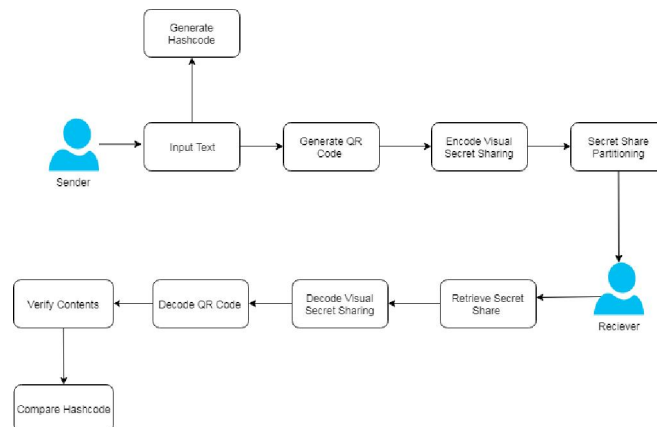 Generate
Hashcode
Sender
Input Text
Generate QR
Code
Encode Visual
Secret Sharing
Secret Share
Partitioning
Verify Contents
Decode QR Code
Decode Visual
Secret Sharing
Retrieve Secret
Share
Reciever
Compare Hashcode